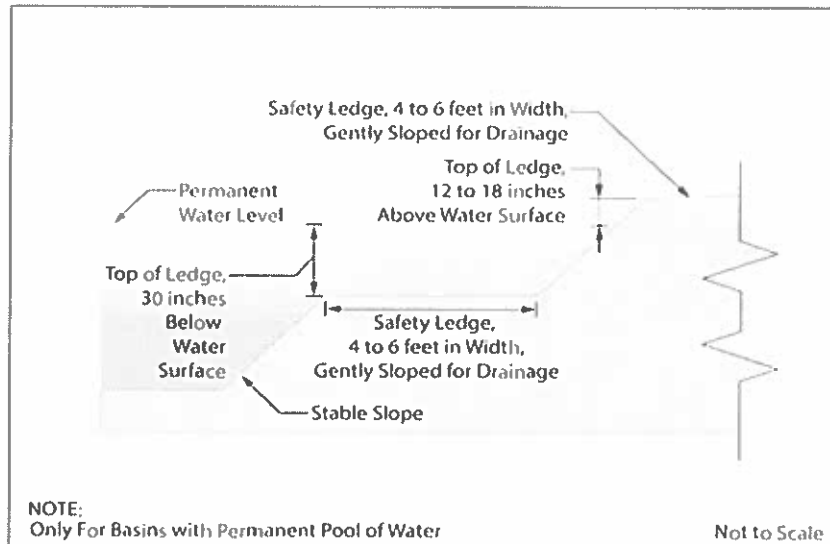 Safety Ledge, 4 to 6 feet in Width,
Gently Sloped for Drainage
Top of Ledge,
12 to 18 inches
Above Water Surface
Permanent
Water Level
Top of Ledge,
30 inches
Below
Water
Surface
Safety Ledge,
4 to 6 feet in Width,
Gently Sloped for Drainage
Stable Slope
NOTE:
Only For Basins with Permanent Pool of Water
Not to Scale